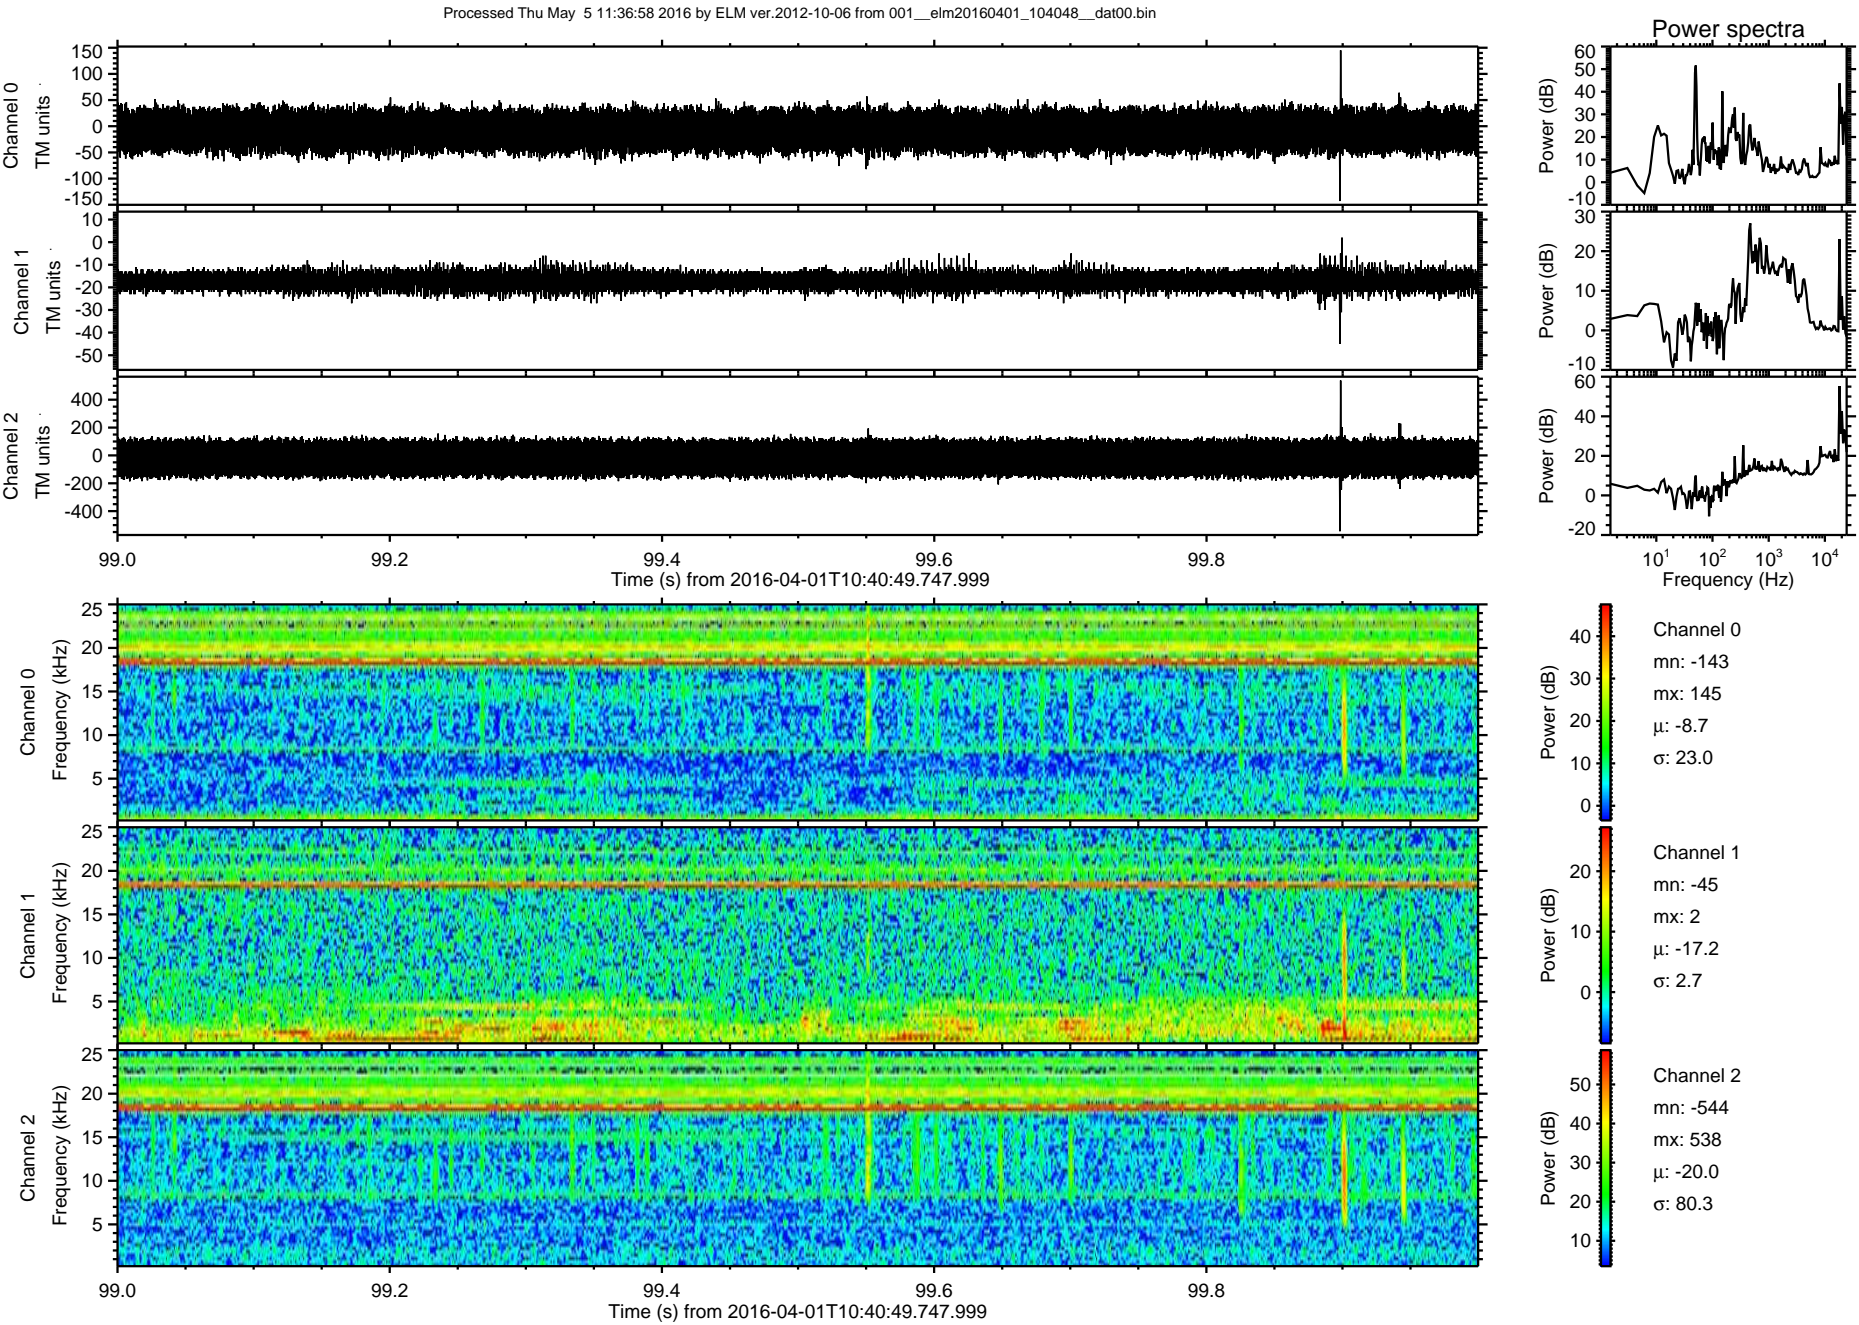 Processed Thu May  5 11:36:58 2016 by ELM ver.2012-10-06 from 001__elm20160401_104048__dat00.bin
Power spectra
Channel 0
TM units
150
100
50
0
-50
-100
-150
Power (dB)
60
50
40
30
20
10
0
-10
Channel 1
TM units
10
0
-10
-20
-30
-40
-50
Power (dB)
30
20
10
0
-10
Channel 2
TM units
400
200
0
-200
-400
Power (dB)
60
40
20
0
-20
99.0 99.2 99.4 99.6 99.8
Time (s) from 2016-04-01T10:40:49.747.999
10^1 10^2 10^3 10^4
Frequency (Hz)
Channel 0
Frequency (kHz)
25
20
15
10
5
Power (dB)
40
30
20
10
0
Channel 0
mn: -143
mx: 145
μ: -8.7
σ: 23.0
Channel 1
Frequency (kHz)
25
20
15
10
5
Power (dB)
20
10
0
Channel 1
mn: -45
mx: 2
μ: -17.2
σ: 2.7
Channel 2
Frequency (kHz)
25
20
15
10
5
Power (dB)
50
40
30
20
10
Channel 2
mn: -544
mx: 538
μ: -20.0
σ: 80.3
99.0 99.2 99.4 99.6 99.8
Time (s) from 2016-04-01T10:40:49.747.999